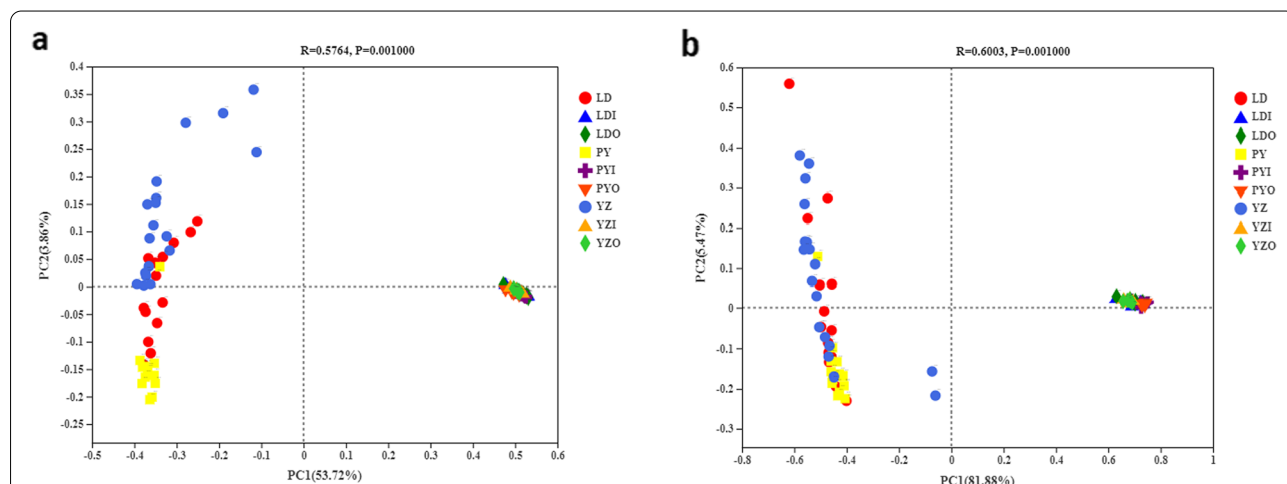 a
R=0.5764, P=0.001000
0.4
0.35
0.3
0.25
0.2
0.15
0.1
0.05
0
-0.05
-0.1
-0.15
-0.2
-0.25
PC2(3.86%)
-0.5 -0.4 -0.3 -0.2 -0.1 0 0.1 0.2 0.3 0.4 0.5 0.6
PC1(53.72%)
LD
LDI
LDO
PY
PYI
PYO
YZ
YZI
YZO
b
R=0.6003, P=0.001000
0.6
0.5
0.4
0.3
0.2
0.1
0
-0.1
-0.2
-0.3
PC2(5.47%)
-0.8 -0.6 -0.4 -0.2 0 0.2 0.4 0.6 0.8 1
PC1(81.88%)
LD
LDI
LDO
PY
PYI
PYO
YZ
YZI
YZO